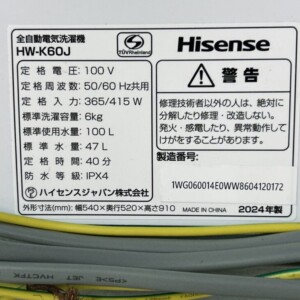 全自動電気洗濯機
HW-K60J
TÜVRheinland
Hisense
定格電圧：100 V
定格周波数：50/60 Hz共用
定格入力：365/415 W
標準洗濯容量：6kg
標準使用水量：100 L
標準水量：47 L
定格時間：40 分
防水等級：IPX4
ハイセンスジャパン株式会社
外形寸法(mm):幅540×奥行520×高さ910
警告
修理技術者以外の人は、絶対に
分解したり修理・改造しない。
発火・感電したり、異常動作して
けがをすることがあります。
製造番号：
1WG060014E0WW8604120172
2024年製
HVCTFK
JET